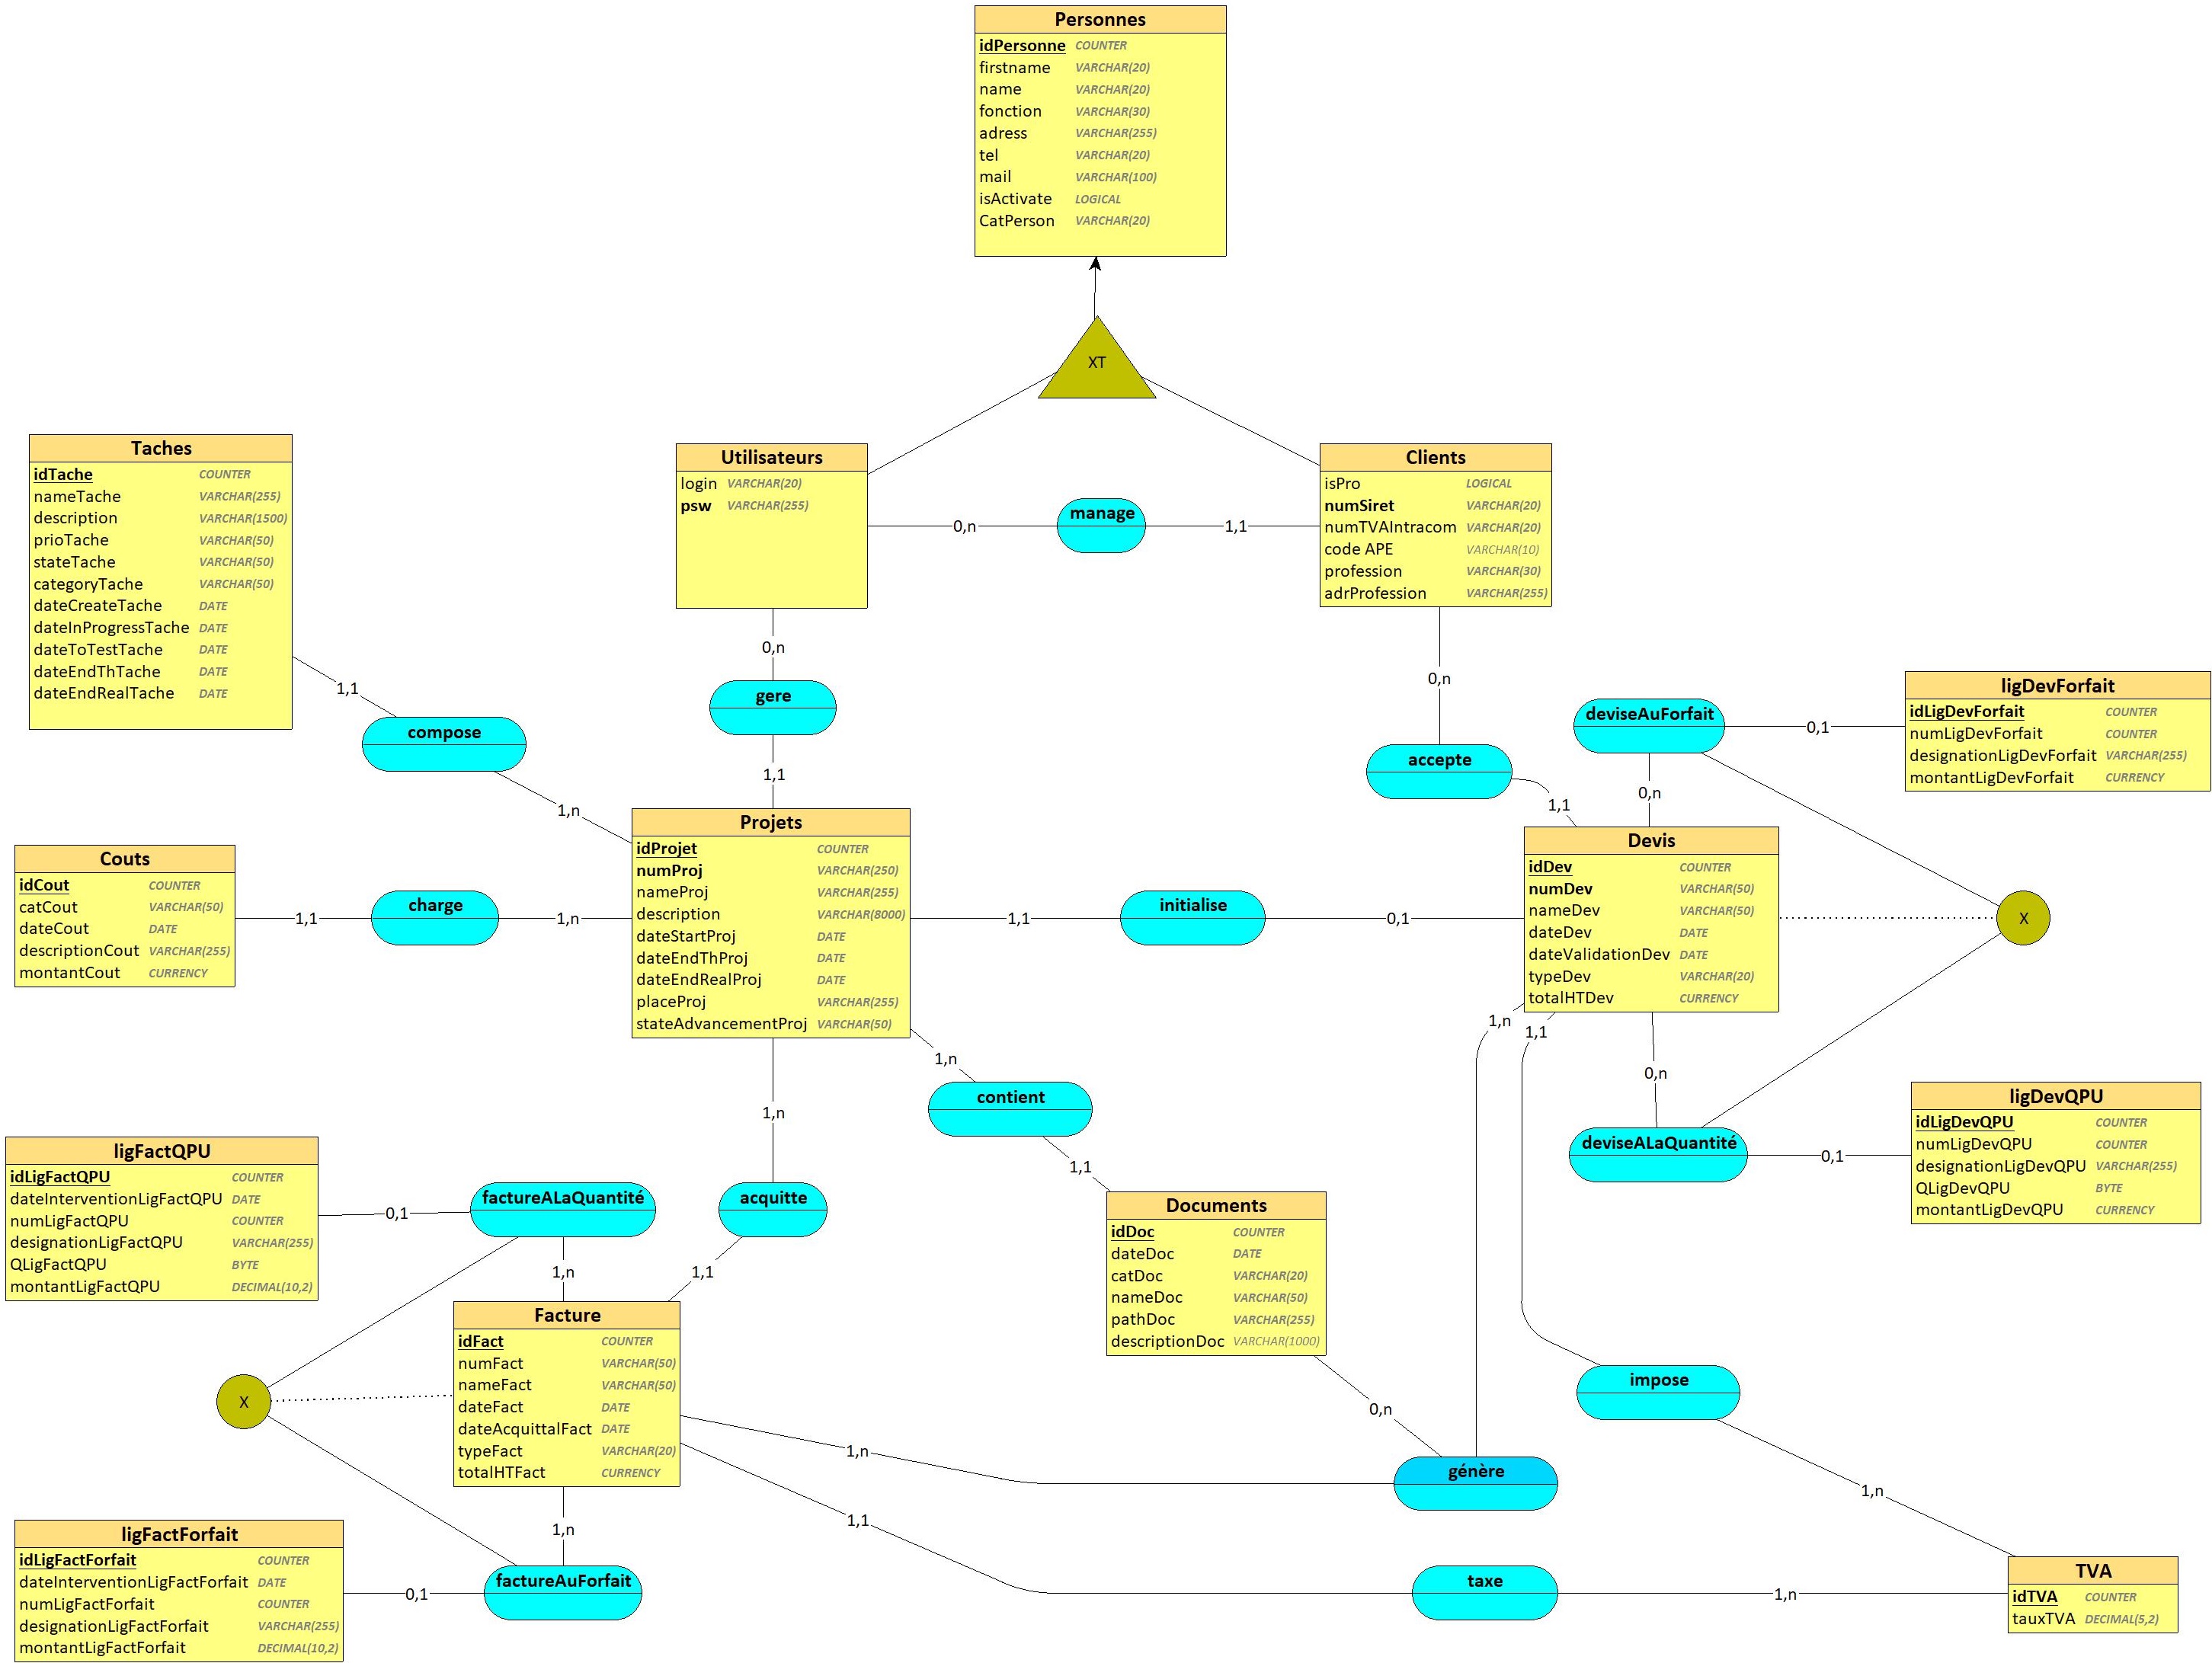 Personnes
idPersonne COUNTER
firstname VARCHAR(20)
name VARCHAR(20)
fonction VARCHAR(30)
adress VARCHAR(255)
tel VARCHAR(20)
mail VARCHAR(100)
isActivate LOGICAL
CatPerson VARCHAR(20)
XT
Taches
idTache COUNTER
nameTache VARCHAR(255)
description VARCHAR(1500)
prioTache VARCHAR(50)
stateTache VARCHAR(50)
categoryTache VARCHAR(50)
dateCreateTache DATE
dateInProgressTache DATE
dateToTestTache DATE
dateEndThTache DATE
dateEndRealTache DATE
Utilisateurs
login VARCHAR(20)
psw VARCHAR(255)
0,n
manage
1,1
Clients
isPro LOGICAL
numSiret VARCHAR(20)
numTVAIntracom VARCHAR(20)
code APE VARCHAR(10)
profession VARCHAR(30)
adrProfession VARCHAR(255)
0,n
gere
1,1
1,1
compose
1,n
0,n
accepte
1,1
deviseAuForfait
0,1
0,n
ligDevForfait
idLigDevForfait COUNTER
numLigDevForfait COUNTER
designationLigDevForfait VARCHAR(255)
montantLigDevForfait CURRENCY
Couts
idCout COUNTER
catCout VARCHAR(50)
dateCout DATE
descriptionCout VARCHAR(255)
montantCout CURRENCY
1,1
charge
1,n
Projets
idProjet COUNTER
numProj VARCHAR(250)
nameProj VARCHAR(255)
description VARCHAR(8000)
dateStartProj DATE
dateEndThProj DATE
dateEndRealProj DATE
placeProj VARCHAR(255)
stateAdvancementProj VARCHAR(50)
1,1
initialise
0,1
Devis
idDev COUNTER
numDev VARCHAR(50)
nameDev VARCHAR(50)
dateDev DATE
dateValidationDev DATE
typeDev VARCHAR(20)
totalHTDev CURRENCY
X
1,n
1,1
0,n
deviseALaQuantité
0,1
ligDevQPU
idLigDevQPU COUNTER
numLigDevQPU COUNTER
designationLigDevQPU VARCHAR(255)
QLigDevQPU BYTE
montantLigDevQPU CURRENCY
1,n
contient
1,1
1,n
acquitte
1,1
ligFactQPU
idLigFactQPU COUNTER
dateInterventionLigFactQPU DATE
numLigFactQPU COUNTER
designationLigFactQPU VARCHAR(255)
QLigFactQPU BYTE
montantLigFactQPU DECIMAL(10,2)
0,1
factureALaQuantité
1,n
Documents
idDoc COUNTER
dateDoc DATE
catDoc VARCHAR(20)
nameDoc VARCHAR(50)
pathDoc VARCHAR(255)
descriptionDoc VARCHAR(1000)
0,n
Facture
idFact COUNTER
numFact VARCHAR(50)
nameFact VARCHAR(50)
dateFact DATE
dateAcquittalFact DATE
typeFact VARCHAR(20)
totalHTFact CURRENCY
X
impose
1,n
1,n
génère
1,1
taxe
1,n
1,n
factureAuForfait
0,1
ligFactForfait
idLigFactForfait COUNTER
dateInterventionLigFactForfait DATE
numLigFactForfait COUNTER
designationLigFactForfait VARCHAR(255)
montantLigFactForfait DECIMAL(10,2)
TVA
idTVA COUNTER
tauxTVA DECIMAL(5,2)